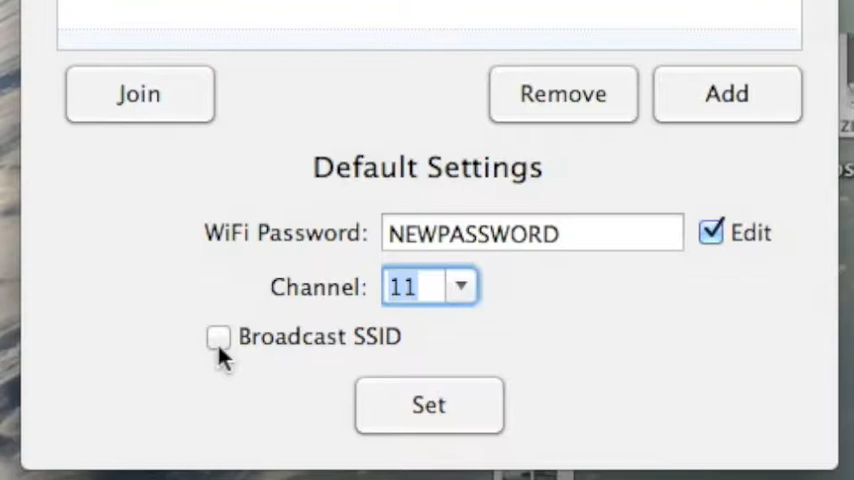 Join Remove Add
Default Settings
WiFi Password: NEWPASSWORD Edit
Channel: 11
Broadcast SSID
Set